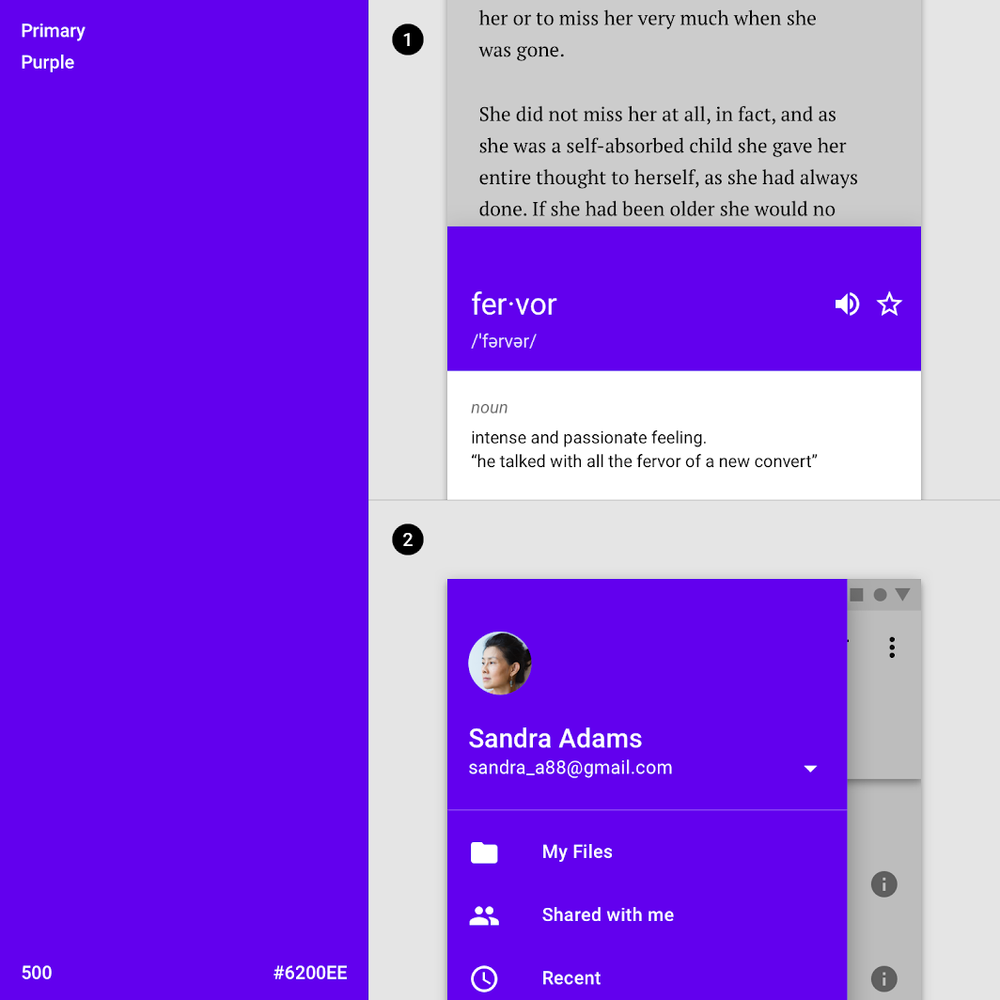 Primary
Purple
500
#6200EE
1
her or to miss her very much when she
was gone.
She did not miss her at all, in fact, and as
she was a self-absorbed child she gave her
entire thought to herself, as she had always
done. If she had been older she would no
fer·vor
/'fərvər/
noun
intense and passionate feeling.
“he talked with all the fervor of a new convert”
2
Sandra Adams
sandra_a88@gmail.com
My Files
Shared with me
Recent